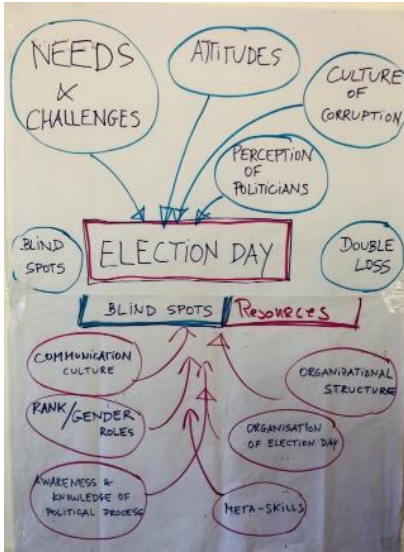 NEEDS
&
CHALLENGES
ATTITUDES
CULTURE
OF
CORRUPTION
PERCEPTION
OF
POLITICIANS
BLIND
SPOTS
ELECTION DAY
DOUBLE
LOSS
BLIND SPOTS
Resources
COMMUNICATION
CULTURE
ORGANIZATIONAL
STRUCTURE
RANK/GENDER
ROLES
ORGANISATION
OF ELECTION DAY
AWARENESS &
KNOWLEDGE OF
POLITICAL PROCESS
META-SKILLS